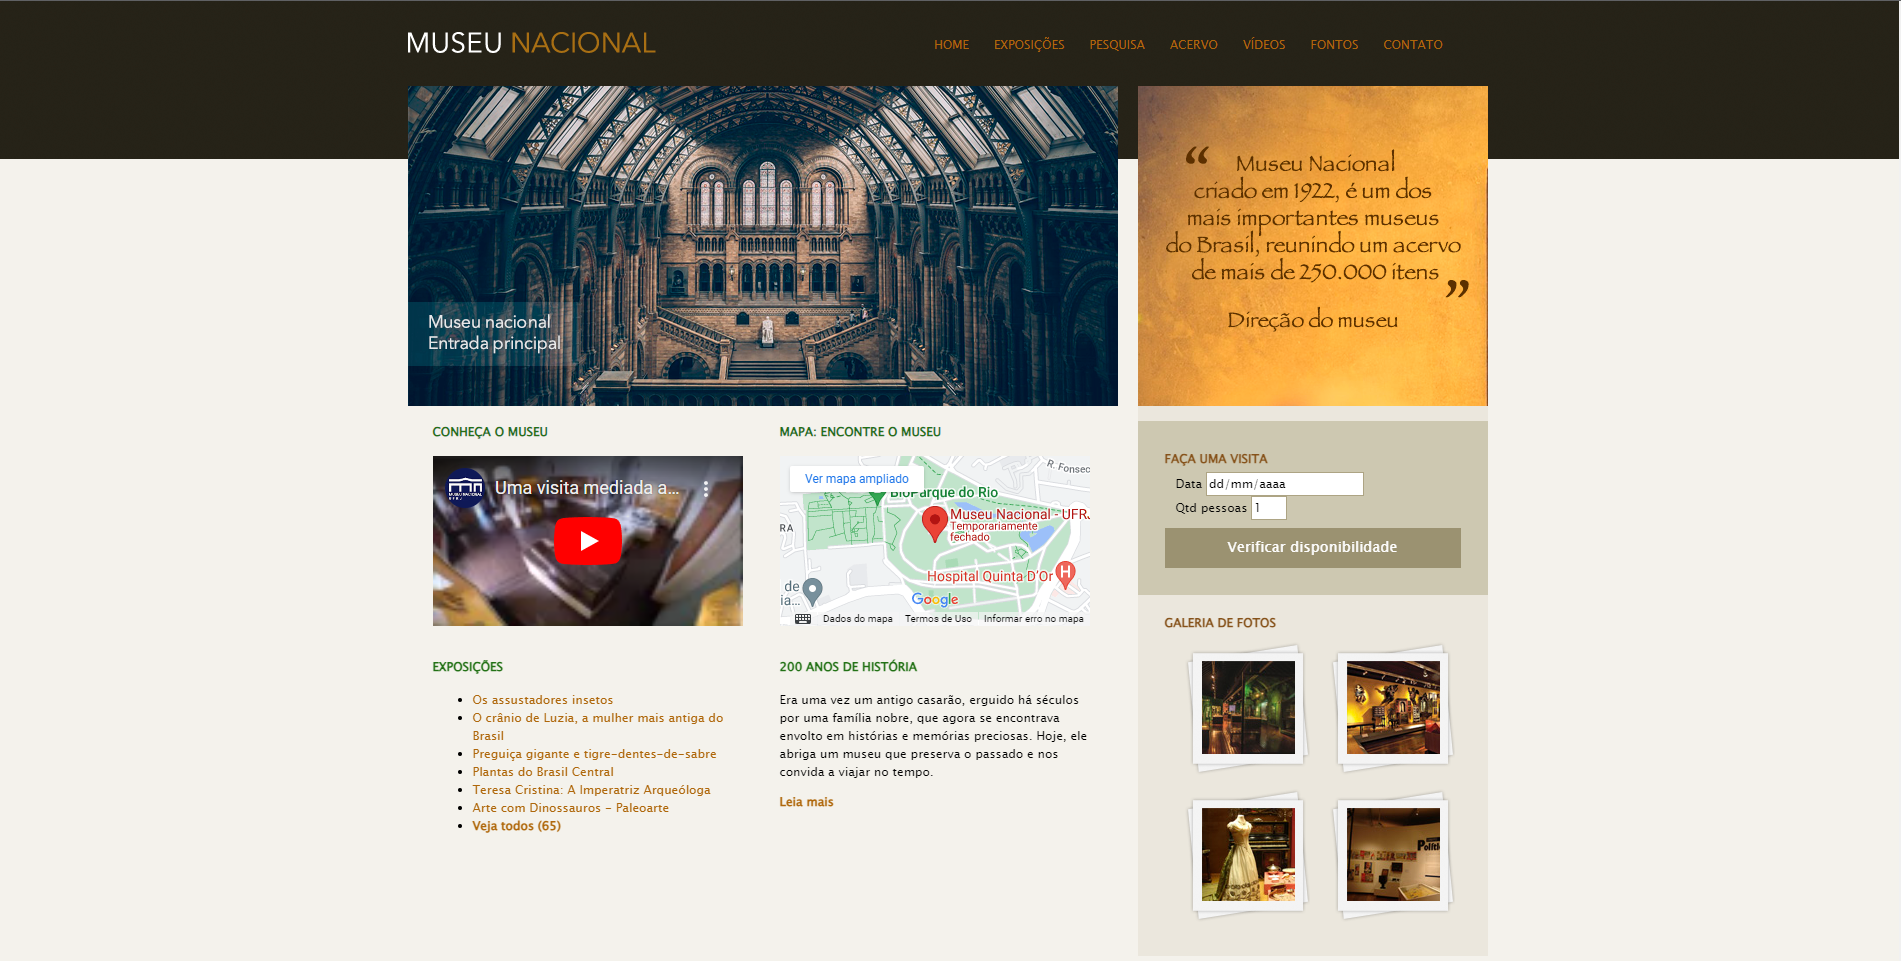 MUSEU NACIONAL
HOME EXPOSIÇÕES PESQUISA ACERVO VÍDEOS FONTOS CONTATO
Museu nacional
Entrada principal
“ Museu Nacional
criado em 1922, é um dos
mais importantes museus
do Brasil, reunindo um acervo
de mais de 250.000 itens ”
Direção do museu
CONHEÇA O MUSEU
Uma visita mediada a...
MAPA: ENCONTRE O MUSEU
Ver mapa ampliado
R. Fonsec
BioParque do Rio
RA
Museu Nacional - UFRJ
Temporariamente
fechado
Hospital Quinta D'Or
H
de
ia...
Google
Dados do mapa Termos de Uso Informar erro no mapa
FAÇA UMA VISITA
Data dd/mm/aaaa
Qtd pessoas 1
Verificar disponibilidade
EXPOSIÇÕES
Os assustadores insetos
O crânio de Luzia, a mulher mais antiga do
Brasil
Preguiça gigante e tigre-dentes-de-sabre
Plantas do Brasil Central
Teresa Cristina: A Imperatriz Arqueóloga
Arte com Dinossauros - Paleoarte
Veja todos (65)
200 ANOS DE HISTÓRIA
Era uma vez um antigo casarão, erguido há séculos
por uma família nobre, que agora se encontrava
envolto em histórias e memórias preciosas. Hoje, ele
abriga um museu que preserva o passado e nos
convida a viajar no tempo.
Leia mais
GALERIA DE FOTOS
Políti